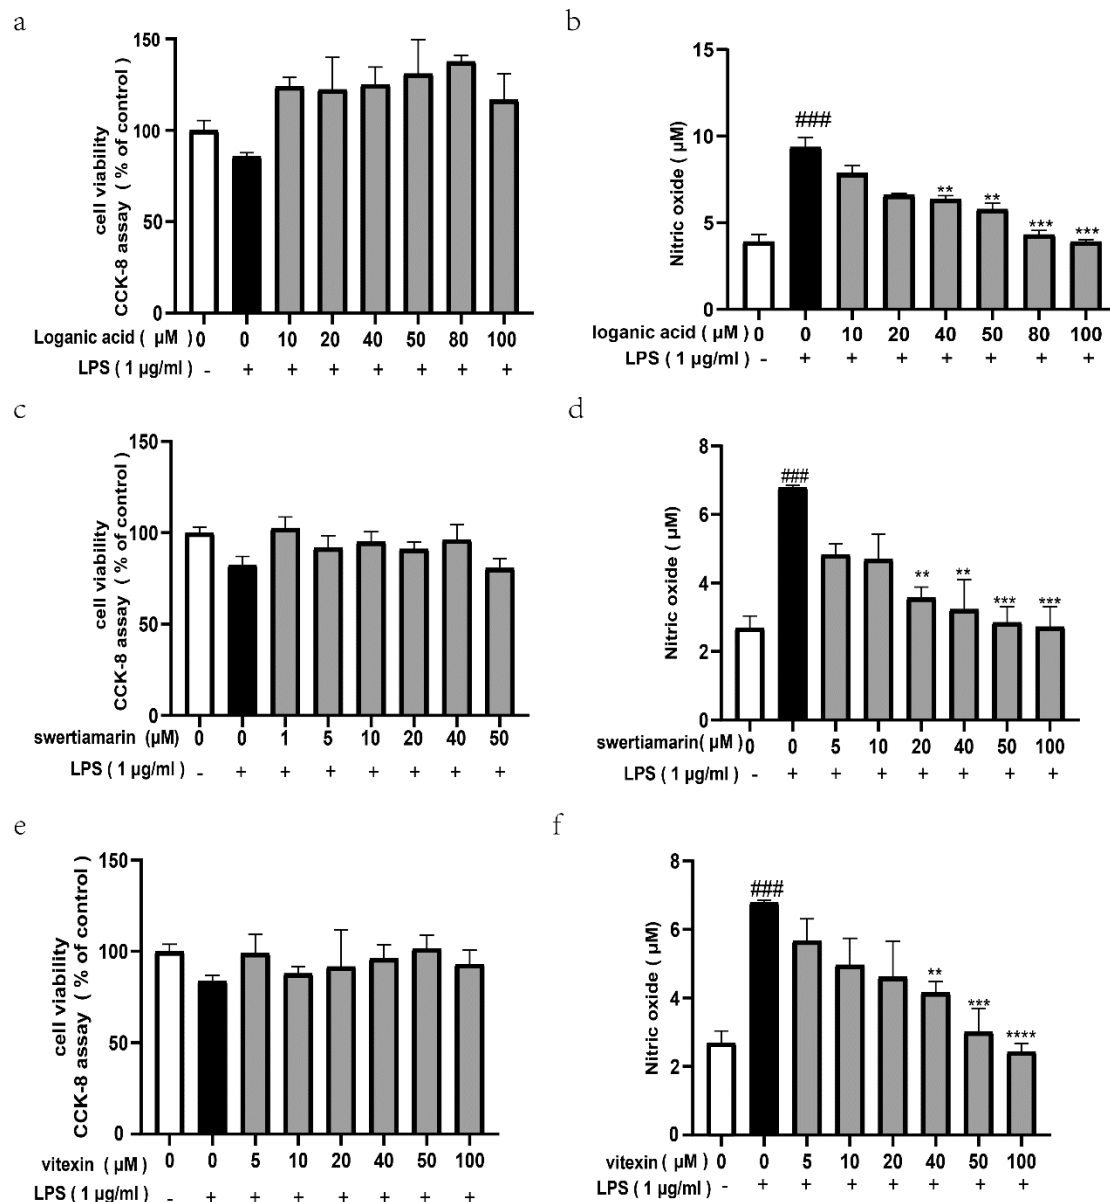 a
cell viability
CCK-8 assay ( % of control )
150
100
50
0
Loganic acid ( µM ) 0 0 10 20 40 50 80 100
LPS ( 1 µg/ml ) - + + + + + + +
b
Nitric oxide ( µM)
15
10
5
0
###
** ** *** ***
loganic acid ( µM ) 0 0 10 20 40 50 80 100
LPS ( 1 µg/ml ) - + + + + + + +
c
cell viability
CCK-8 assay ( % of control )
150
100
50
0
swertiamarin (µM) 0 0 1 5 10 20 40 50
LPS ( 1 µg/ml ) - + + + + + + +
d
Nitric oxide ( µM)
8
6
4
2
0
###
** ** *** ***
swertiamarin( µM ) 0 0 5 10 20 40 50 100
LPS ( 1 µg/ml ) - + + + + + + +
e
cell viability
CCK-8 assay ( % of control )
150
100
50
0
vitexin ( µM ) 0 0 5 10 20 40 50 100
LPS ( 1 µg/ml ) - + + + + + + +
f
Nitric oxide ( µM)
8
6
4
2
0
###
** *** ****
vitexin( µM ) 0 0 5 10 20 40 50 100
LPS ( 1 µg/ml ) - + + + + + + +